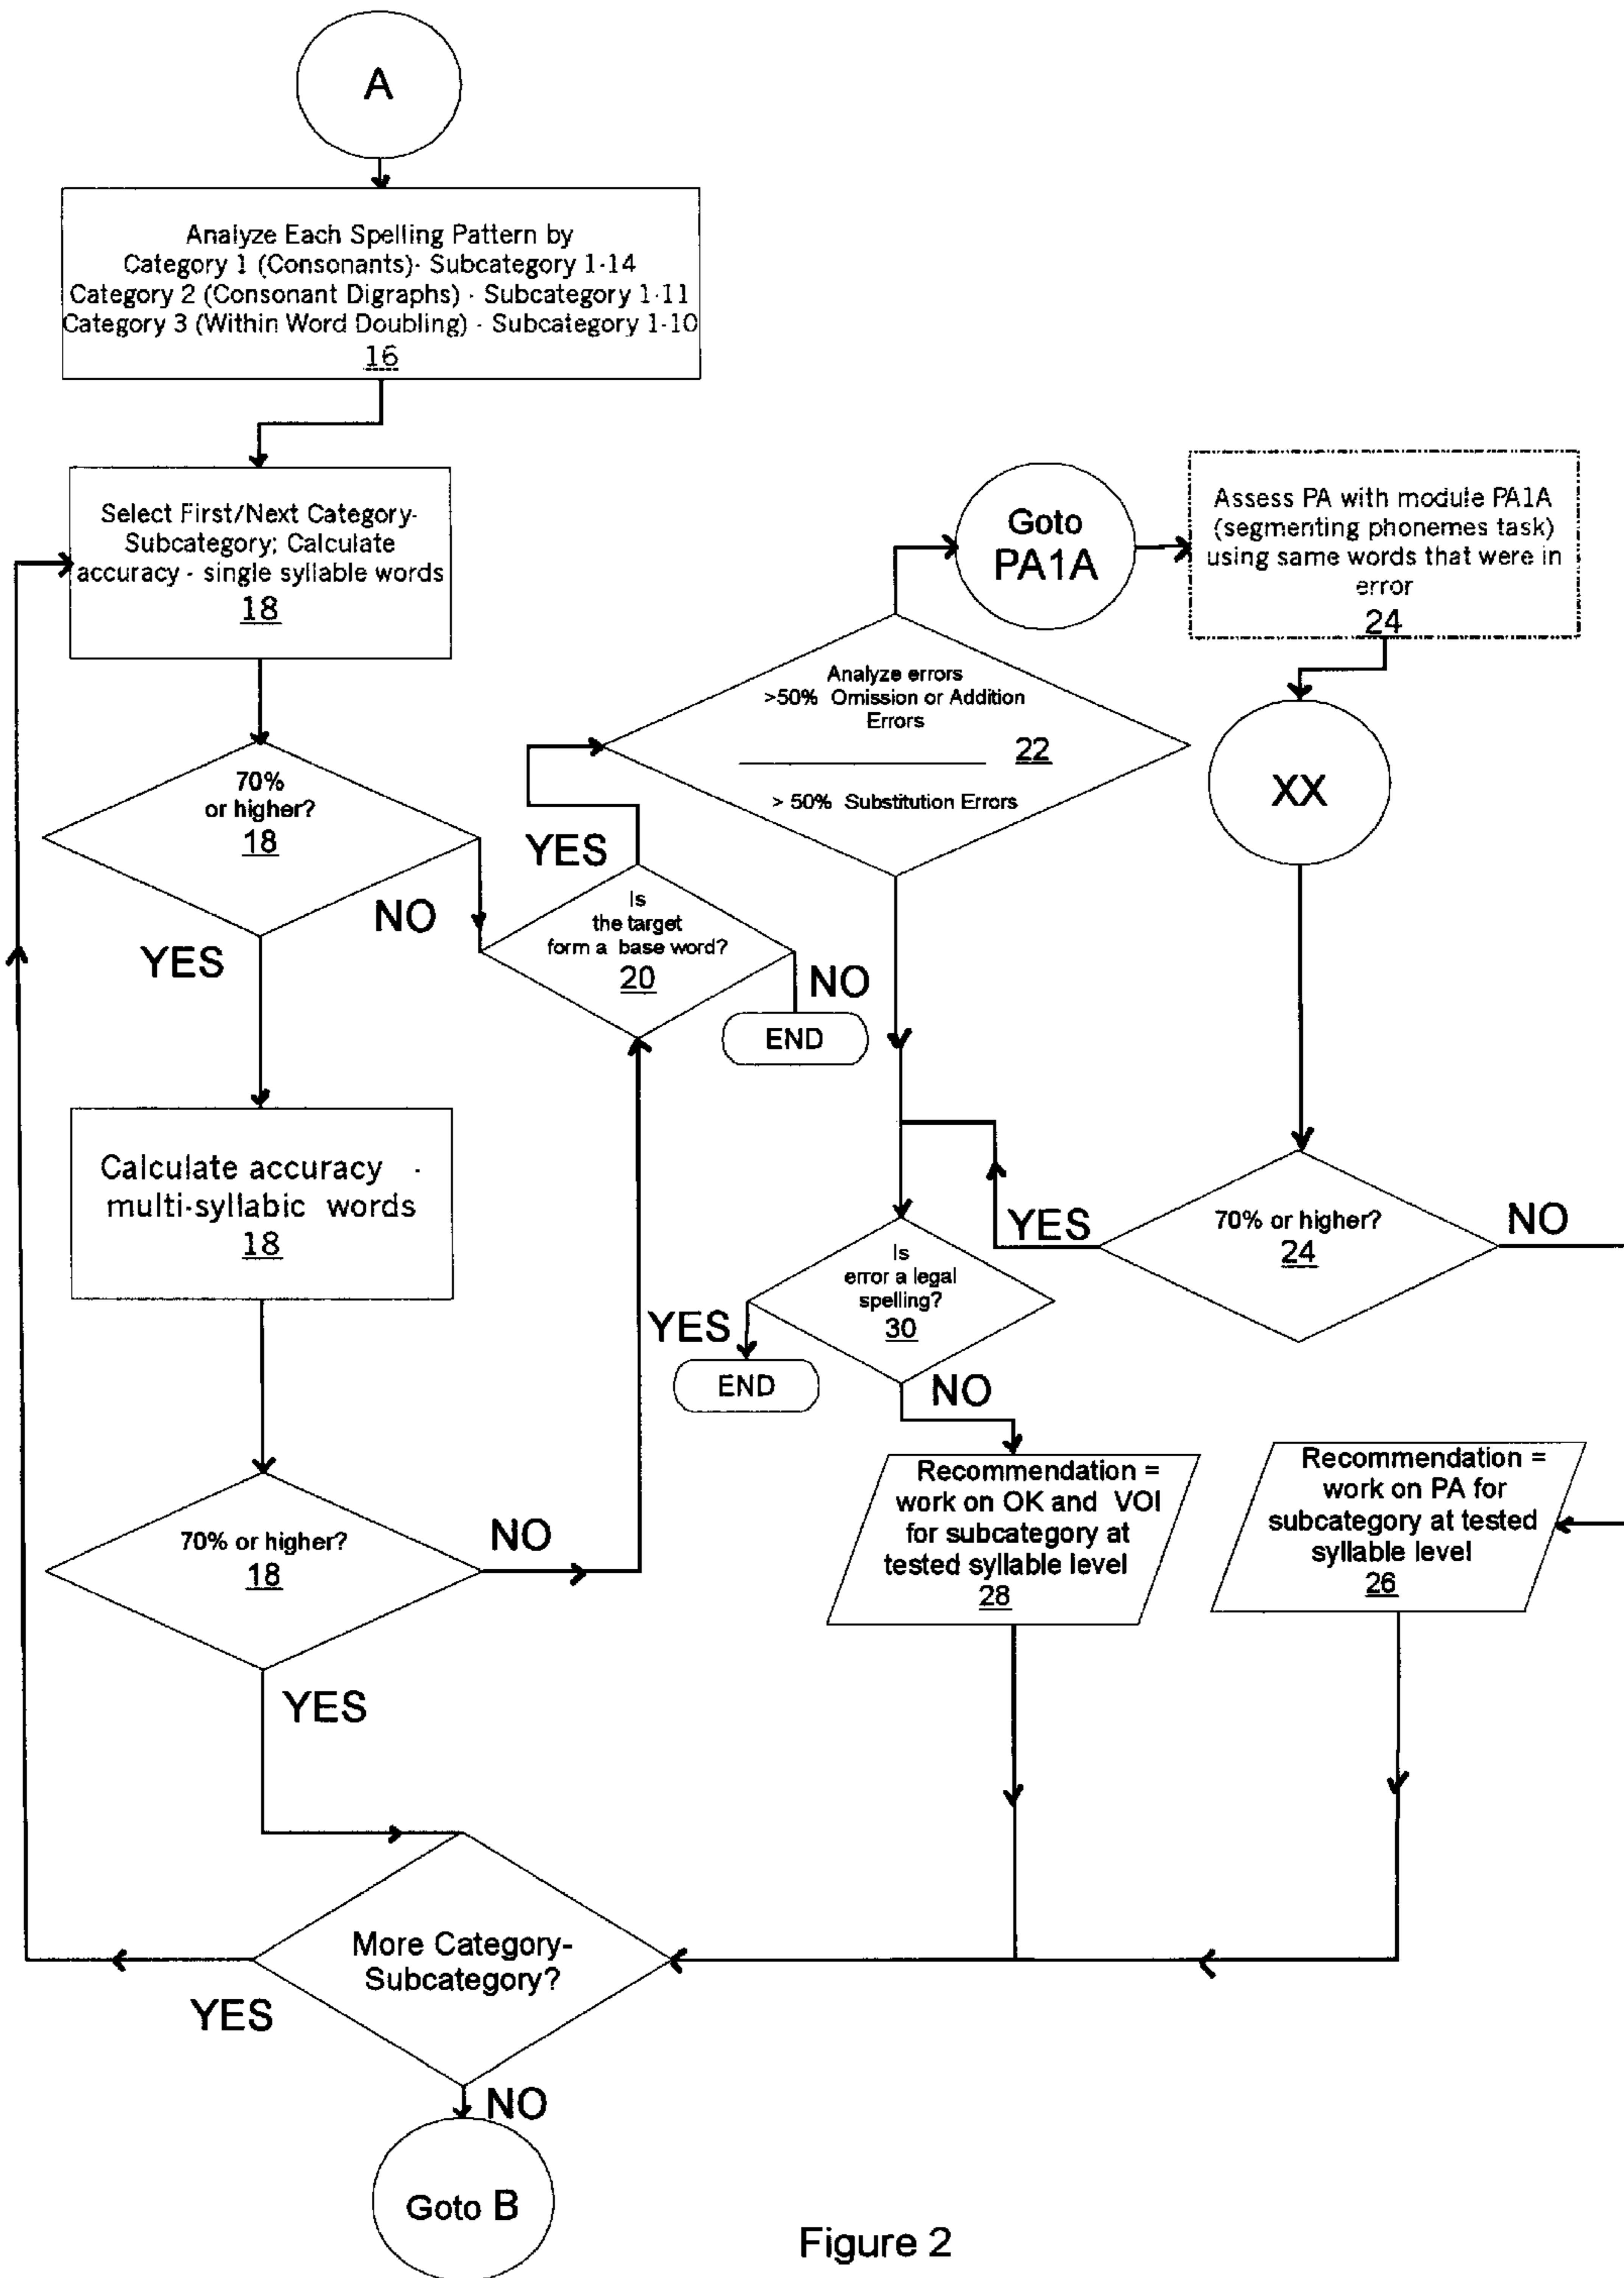 A
Analyze Each Spelling Pattern by
Category 1 (Consonants)- Subcategory 1-14
Category 2 (Consonant Digraphs) - Subcategory 1-11
Category 3 (Within Word Doubling) - Subcategory 1-10
16
Select First/Next Category-
Subcategory; Calculate
accuracy - single syllable words
18
70%
or higher?
18
NO
YES
Is
the target
form a base word?
20
YES
NO
END
Analyze errors
>50% Omission or Addition
Errors
22
> 50% Substitution Errors
Goto
PA1A
Assess PA with module PA1A
(segmenting phonemes task)
using same words that were in
error
24
XX
70% or higher?
24
YES
NO
Calculate accuracy -
multi-syllabic words
18
70% or higher?
18
NO
YES
Is
error a legal
spelling?
30
YES
END
NO
Recommendation =
work on OK and VOI
for subcategory at
tested syllable level
28
Recommendation =
work on PA for
subcategory at tested
syllable level
26
More Category-
Subcategory?
YES
NO
Goto B
Figure 2